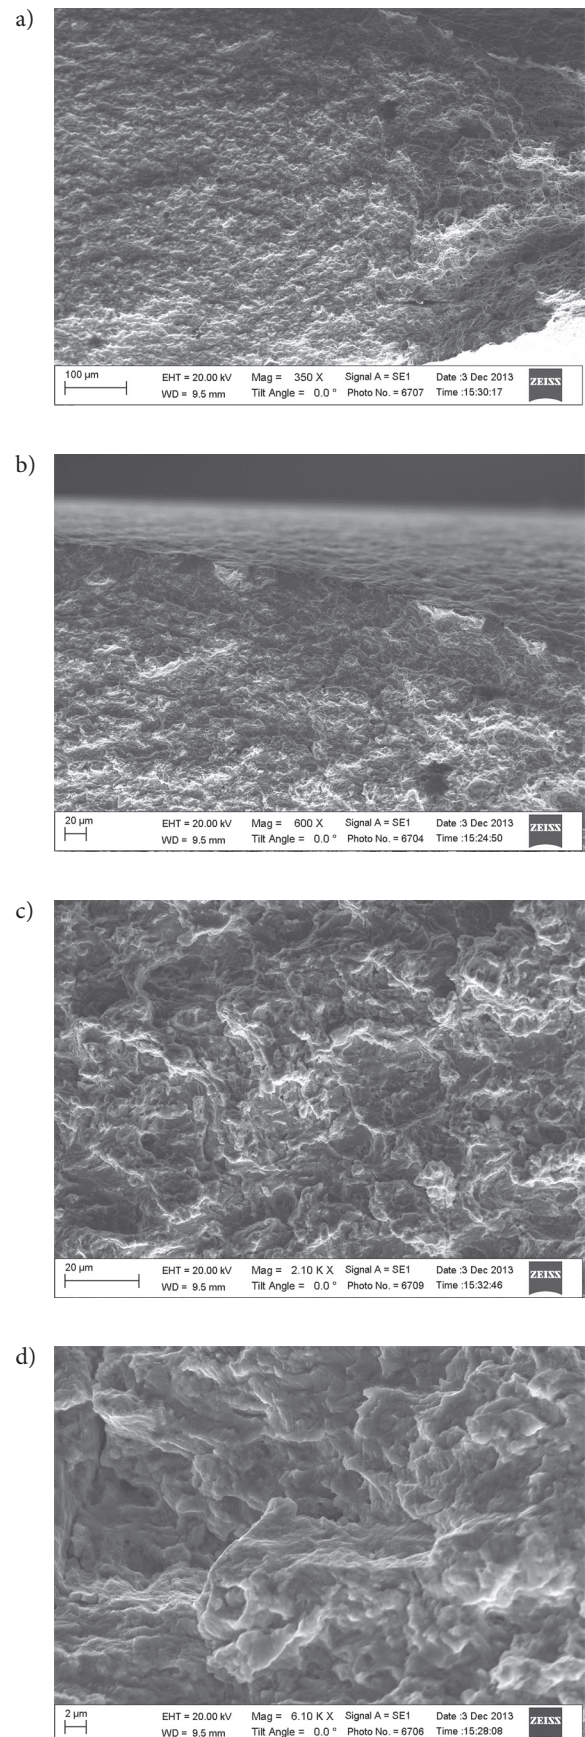 a)
100 µm
EHT = 20.00 kV Mag = 350 X Signal A = SE1 Date :3 Dec 2013
WD = 9.5 mm Tilt Angle = 0.0 ° Photo No. = 6707 Time :15:30:17
ZEISS
b)
20 µm
EHT = 20.00 kV Mag = 600 X Signal A = SE1 Date :3 Dec 2013
WD = 9.5 mm Tilt Angle = 0.0 ° Photo No. = 6704 Time :15:24:50
ZEISS
c)
20 µm
EHT = 20.00 kV Mag = 2.10 K X Signal A = SE1 Date :3 Dec 2013
WD = 9.5 mm Tilt Angle = 0.0 ° Photo No. = 6709 Time :15:32:46
ZEISS
d)
2 µm
EHT = 20.00 kV Mag = 6.10 K X Signal A = SE1 Date :3 Dec 2013
WD = 9.5 mm Tilt Angle = 0.0 ° Photo No. = 6706 Time :15:28:08
ZEISS